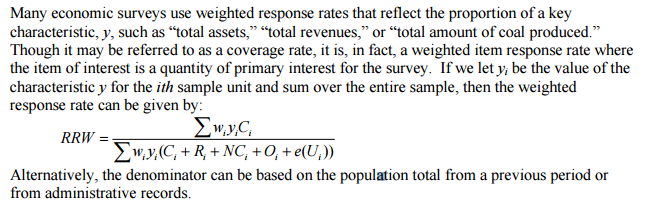 Many economic surveys use weighted response rates that reflect the proportion of a key
characteristic, y, such as “total assets,” “total revenues,” or “total amount of coal produced.”
Though it may be referred to as a coverage rate, it is, in fact, a weighted item response rate where
the item of interest is a quantity of primary interest for the survey.  If we let yᵢ be the value of the
characteristic y for the ith sample unit and sum over the entire sample, then the weighted
response rate can be given by:
RRW = ∑wᵢyᵢCᵢ / ∑wᵢyᵢ(Cᵢ + Rᵢ + NCᵢ + Oᵢ + e(Uᵢ))
Alternatively, the denominator can be based on the population total from a previous period or
from administrative records.